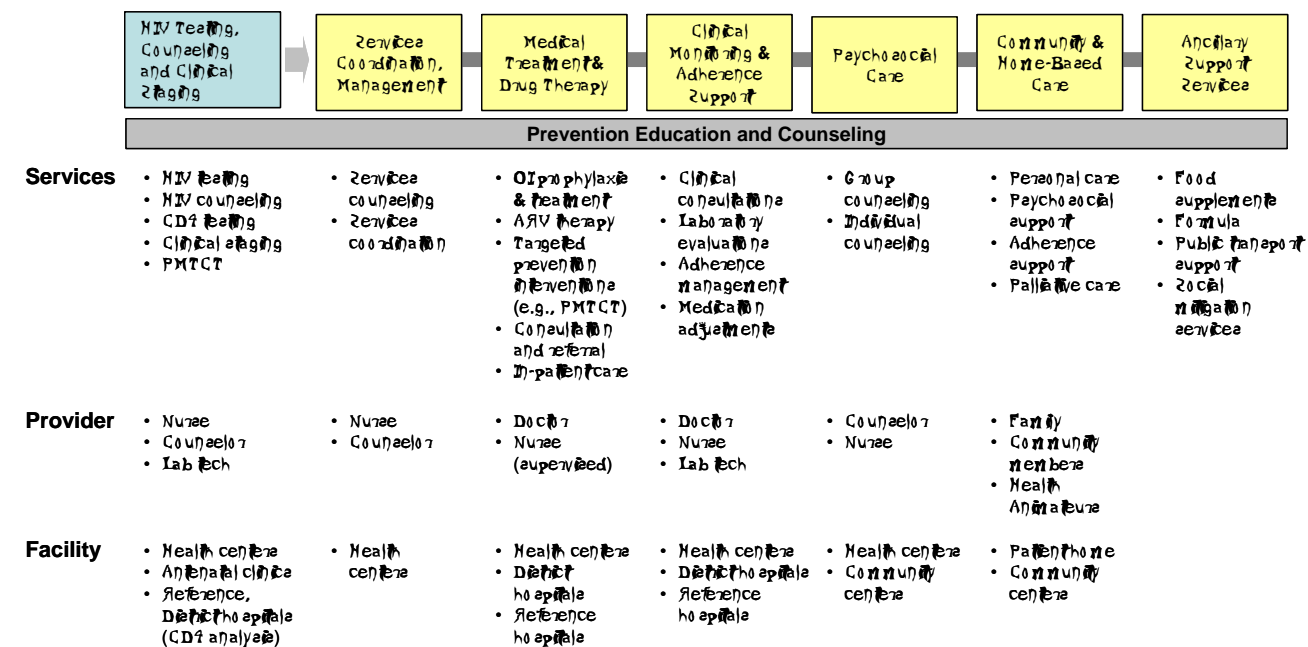 HIV Testing,
Counseling
and Clinical
Staging
Services
Coordination,
Management
Medical
Treatment &
Drug Therapy
Clinical
Monitoring &
Adherence
Support
Psychosocial
Care
Community &
Home-Based
Care
Ancillary
Support
Services
Prevention Education and Counseling
Services
• HIV testing
• HIV counseling
• CD4 testing
• Clinical staging
• PMTCT
• Services
counseling
• Services
coordination
• OI prophylaxis
& treatment
• ARV therapy
• Targeted
prevention
interventions
(e.g., PMTCT)
• Consultation
and referral
• In-patient care
• Clinical
consultations
• Laboratory
evaluations
• Adherence
management
• Medication
adjustments
• Group
counseling
• Individual
counseling
• Personal care
• Psychosocial
support
• Adherence
support
• Palliative care
• Food
supplements
• Formula
• Public transport
support
• Social
mitigation
services
Provider
• Nurse
• Counselor
• Lab tech
• Nurse
• Counselor
• Doctor
• Nurse
(supervised)
• Doctor
• Nurse
• Lab tech
• Counselor
• Nurse
• Family
• Community
members
• Health
Animateurs
Facility
• Health centers
• Antenatal clinics
• Reference,
District hospitals
(CD4 analysis)
• Health
centers
• Health centers
• District
hospitals
• Reference
hospitals
• Health centers
• District hospitals
• Reference
hospitals
• Health centers
• Community
centers
• Patient home
• Community
centers